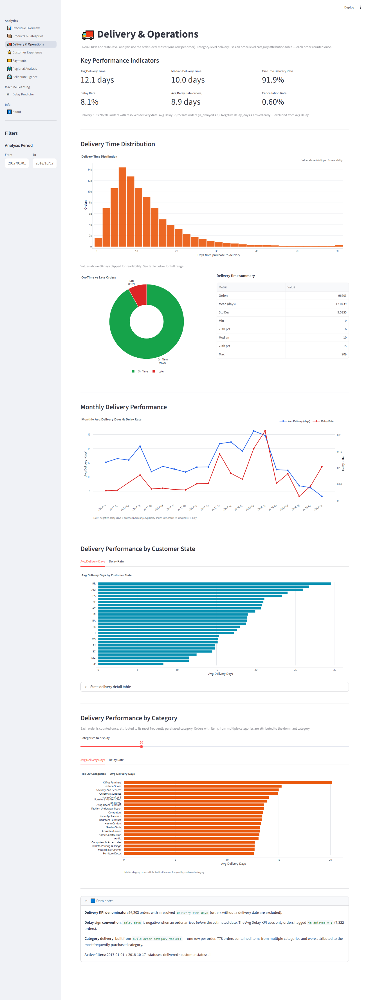 Deploy
Analytics
Executive Overview
Products & Categories
Delivery & Operations
Customer Experience
Payments
Regional Analysis
Seller Intelligence
Machine Learning
Delay Predictor
Info
About
Filters
Analysis Period
From To
2017/01/01 2018/10/17
Delivery & Operations
Overall KPIs and state-level analysis use the order-level master (one row per order). Category-level delivery uses an order-level category attribution table — each order counted once.
Key Performance Indicators
Avg Delivery Time Median Delivery Time On-Time Delivery Rate
12.1 days 10.0 days 91.9%
Delay Rate Avg Delay (late orders) Cancellation Rate
8.1% 8.9 days 0.60%
Delivery KPIs: 96,203 orders with resolved delivery date. Avg Delay: 7,822 late orders (is_delayed = 1). Negative delay_days = arrived early — excluded from Avg Delay.
Delivery Time Distribution
Delivery Time Distribution
Values above 60 clipped for readability
14k
12k
10k
8k
6k
4k
2k
0
Orders
0 10 20 30 40 50 60
Days from purchase to delivery
Values above 60 days clipped for readability. See table below for full range.
On-Time vs Late Orders
Late
8.13%
On Time
91.9%
On Time Late
Delivery time summary
Metric Value
Orders 96203
Mean (days) 12.0739
Std Dev 9.5355
Min 0
25th pct 6
Median 10
75th pct 15
Max 209
Monthly Delivery Performance
Monthly Avg Delivery Days & Delay Rate
Avg Delivery (days) Delay Rate
16
14
12
10
8
Avg Delivery (days)
0.2
0.15
0.1
0.05
0
Delay Rate
2017 01 2017 02 2017 03 2017 04 2017 05 2017 06 2017 07 2017 08 2017 09 2017 10 2017 11 2017 12 2018 01 2018 02 2018 03 2018 04 2018 05 2018 06 2018 07 2018 08
Note: negative delay_days = order arrived early. Avg Delay shows late orders (is_delayed = 1) only.
Delivery Performance by Customer State
Avg Delivery Days Delay Rate
Avg Delivery Days by Customer State
RR
AM
PA
SE
AC
PI
BA
PE
TO
MS
RJ
SC
MG
SP
0 5 10 15 20 25 30
Avg Delivery Days
State delivery detail table
Delivery Performance by Category
Each order is counted once, attributed to its most frequently purchased category. Orders with items from multiple categories are attributed to the dominant category.
Categories to display
20
Avg Delivery Days Delay Rate
Top 20 Categories — Avg Delivery Days
Office Furniture
Fashion Shoes
Security And Services
Christmas Supplies
Home Comfort 2
Furniture Mattress And
Upholstery
Living Room Furniture
Fashion Underwear Beach
Computers
Home Appliances 2
Bedroom Furniture
Home Confort
Garden Tools
Consoles Games
Home Construction
Audio
Computers & Accessories
Tablets, Printing & Image
Musical Instruments
Furniture Decor
0 5 10 15 20
Avg Delivery Days
Multi-category orders attributed to the most frequently purchased category.
Data notes
Delivery KPI denominator: 96,203 orders with a resolved delivery_time_days (orders without a delivery date are excluded).
Delay sign convention: delay_days is negative when an order arrives before the estimated date. The Avg Delay KPI uses only orders flagged is_delayed = 1 (7,822
orders).
Category delivery: built from build_order_category_table() — one row per order. 778 orders contained items from multiple categories and were attributed to the
most frequently purchased category.
Active filters: 2017-01-01 → 2018-10-17 · statuses: delivered · customer states: all